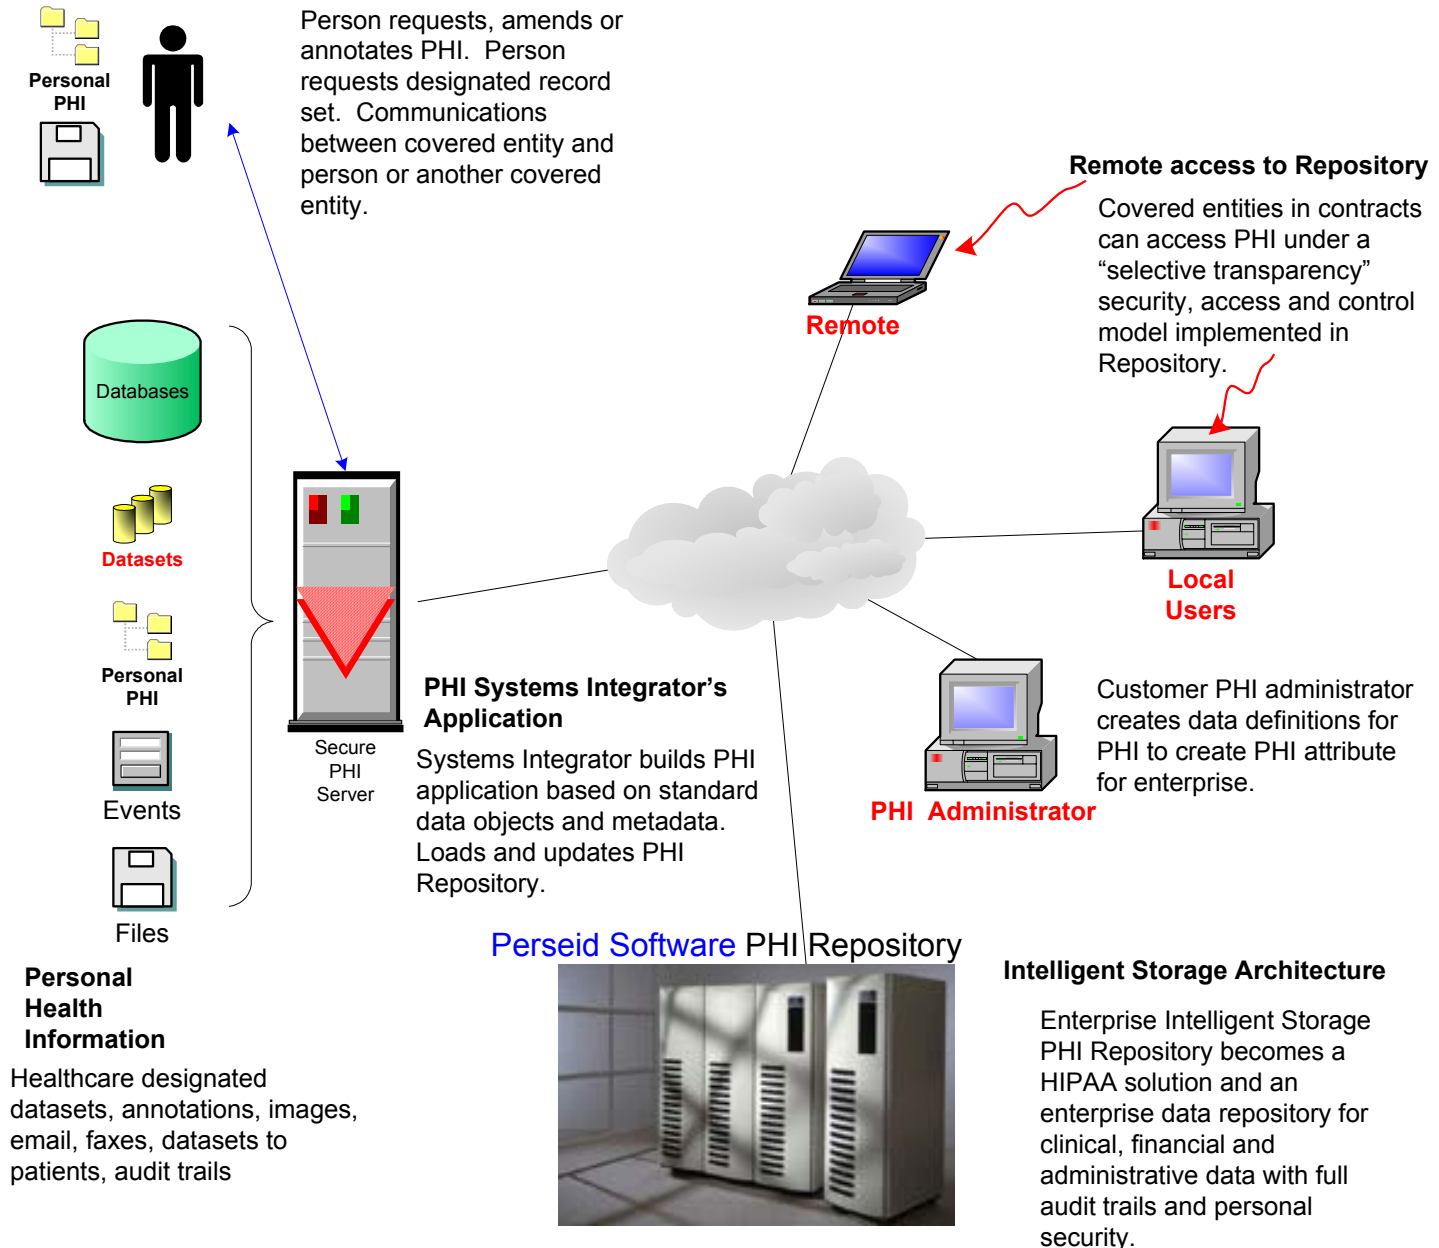 Personal
PHI
Person requests, amends or
annotates PHI.  Person
requests designated record
set.  Communications
between covered entity and
person or another covered
entity.
Remote access to Repository
Covered entities in contracts
can access PHI under a
“selective transparency”
security, access and control
model implemented in
Repository.
Remote
Databases
Datasets
Personal
PHI
Events
Files
Secure
PHI
Server
Local
Users
PHI Systems Integrator’s
Application
Systems Integrator builds PHI
application based on standard
data objects and metadata.
Loads and updates PHI
Repository.
PHI  Administrator
Customer PHI administrator
creates data definitions for
PHI to create PHI attribute
for enterprise.
Personal
Health
Information
Healthcare designated
datasets, annotations, images,
email, faxes, datasets to
patients, audit trails
Perseid Software PHI Repository
Intelligent Storage Architecture
Enterprise Intelligent Storage
PHI Repository becomes a
HIPAA solution and an
enterprise data repository for
clinical, financial and
administrative data with full
audit trails and personal
security.